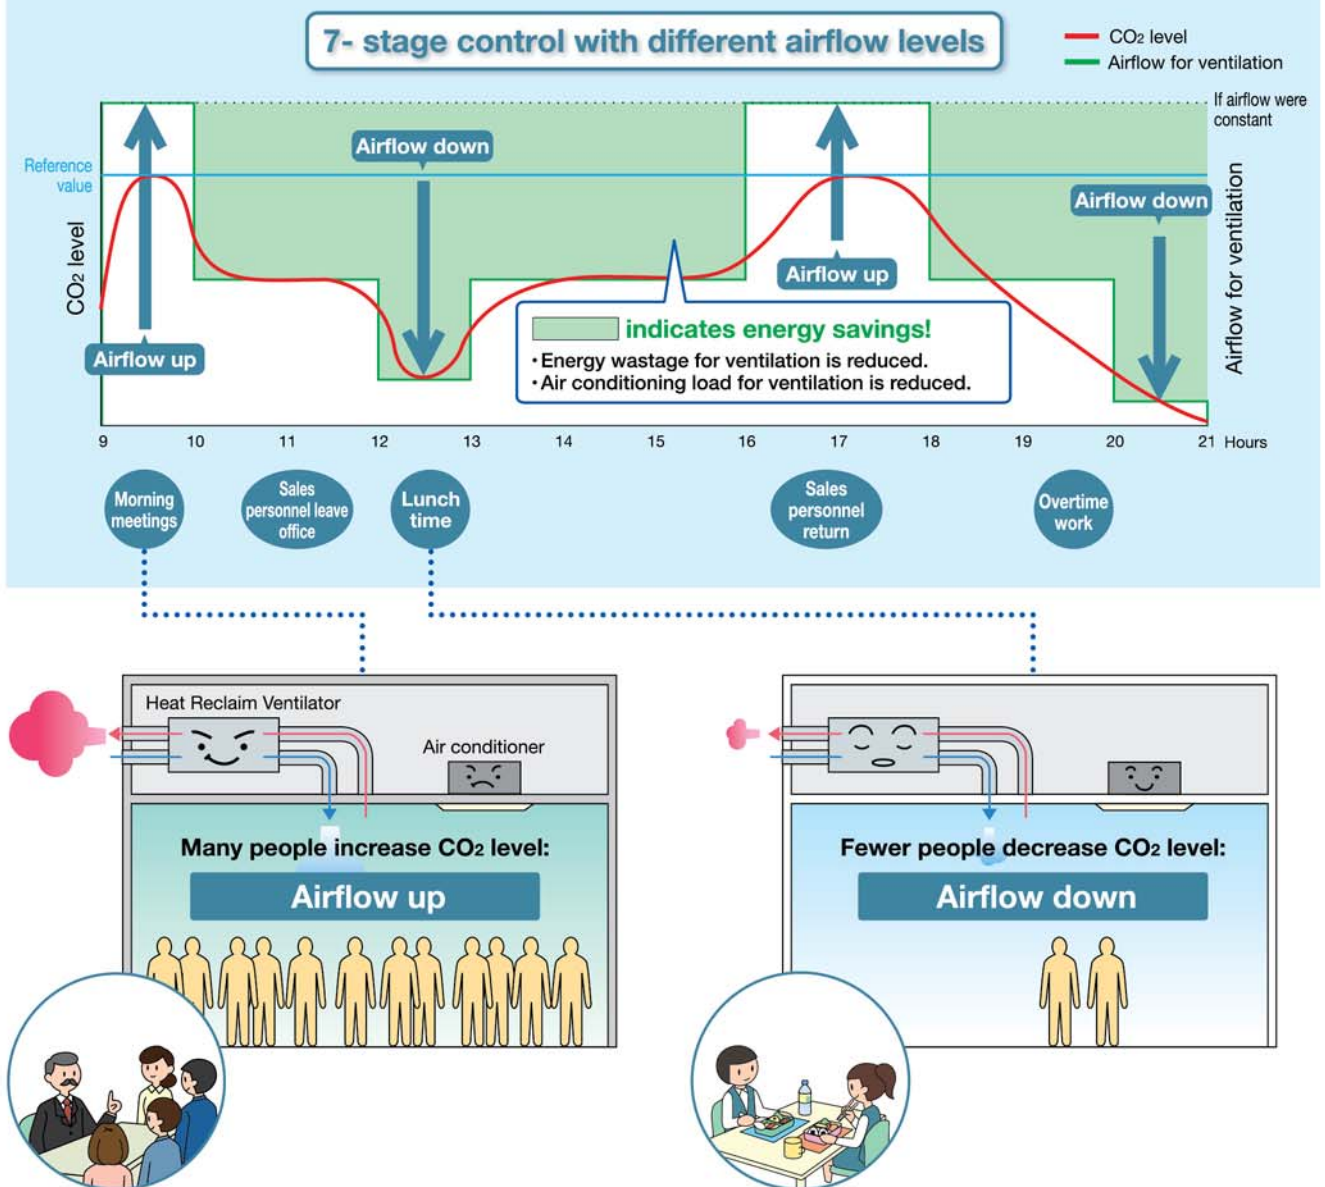 7- stage control with different airflow levels
CO2 level
Airflow for ventilation
If airflow were
constant
Reference
value
CO2 level
Airflow for ventilation
Airflow up
Airflow down
Airflow up
Airflow down
indicates energy savings!
・Energy wastage for ventilation is reduced.
・Air conditioning load for ventilation is reduced.
9 10 11 12 13 14 15 16 17 18 19 20 21 Hours
Morning
meetings
Sales
personnel leave
office
Lunch
time
Sales
personnel
return
Overtime
work
Heat Reclaim Ventilator
Air conditioner
Many people increase CO2 level:
Airflow up
Fewer people decrease CO2 level:
Airflow down